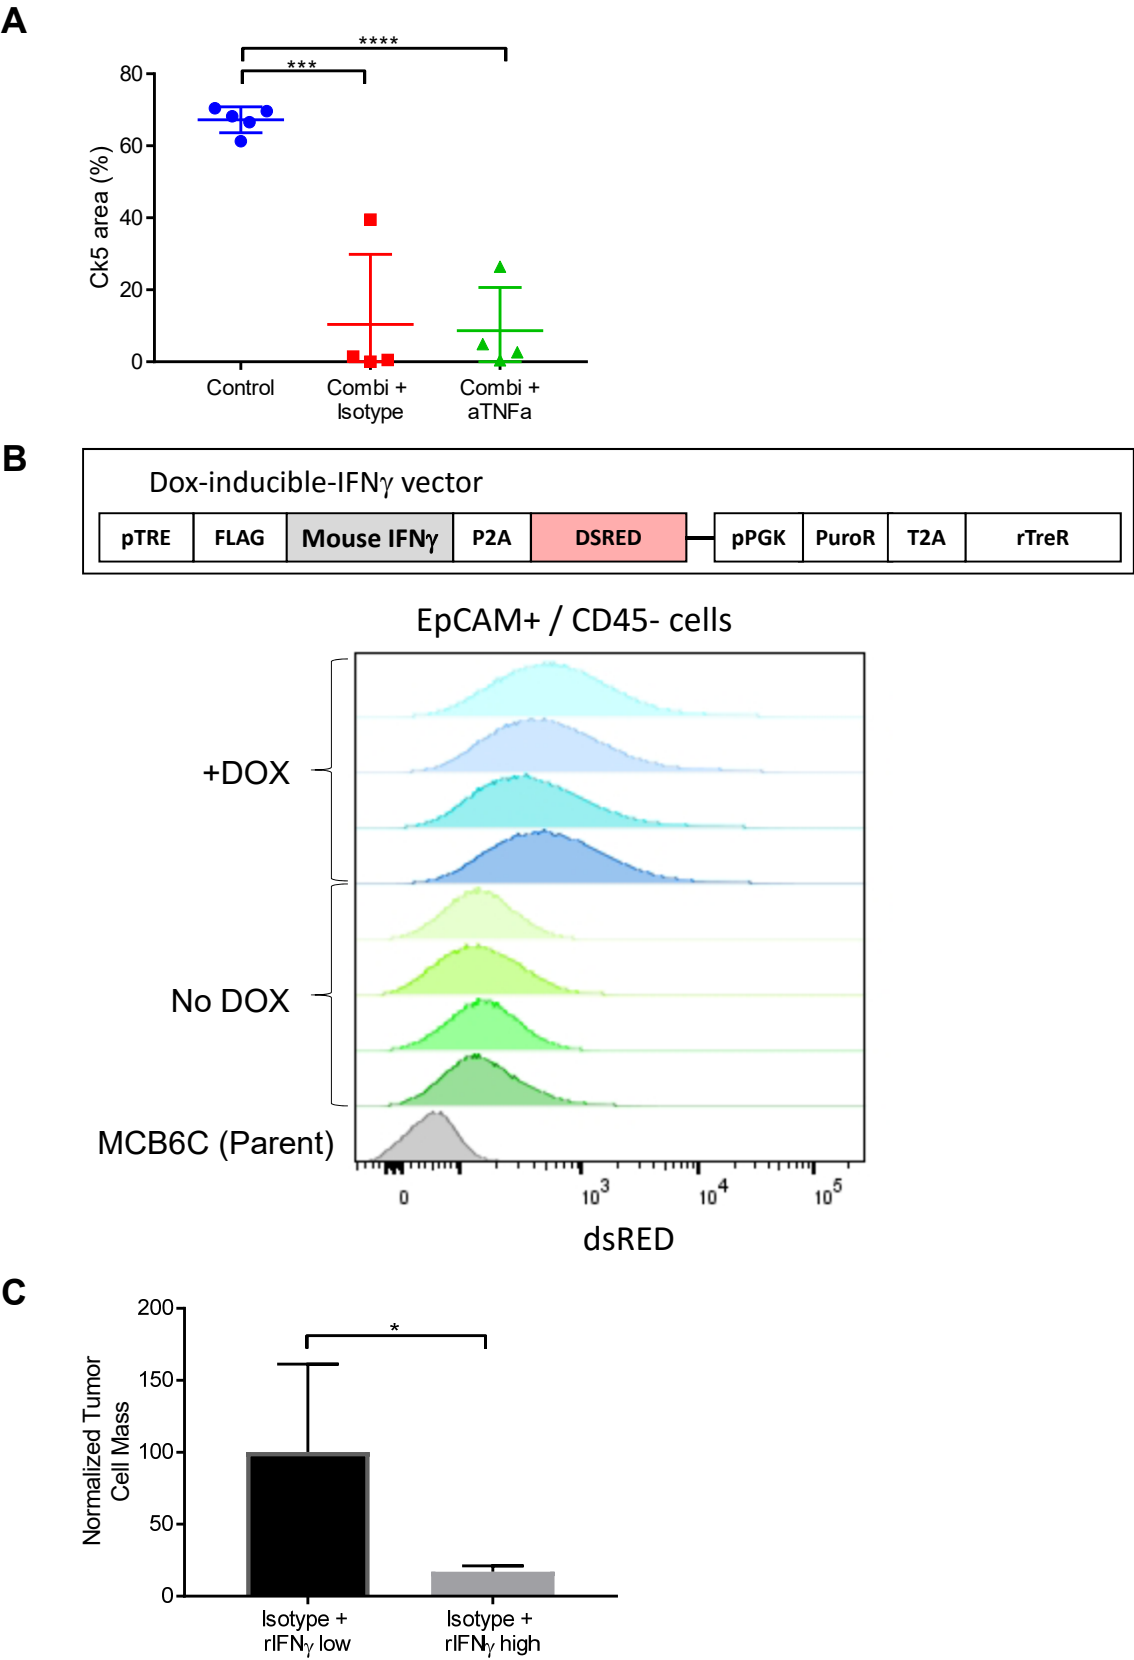 A
****
***
80
60
40
20
0
Ck5 area (%)
Control
Combi +
Isotype
Combi +
aTNFa
B
Dox-inducible-IFNγ vector
pTRE FLAG Mouse IFNγ P2A DSRED pPGK PuroR T2A rTreR
EpCAM+ / CD45- cells
+DOX
No DOX
MCB6C (Parent)
0 10³ 10⁴ 10⁵
dsRED
C
200
150
100
50
0
Normalized Tumor
Cell Mass
*
Isotype +
rIFNγ low
Isotype +
rIFNγ high